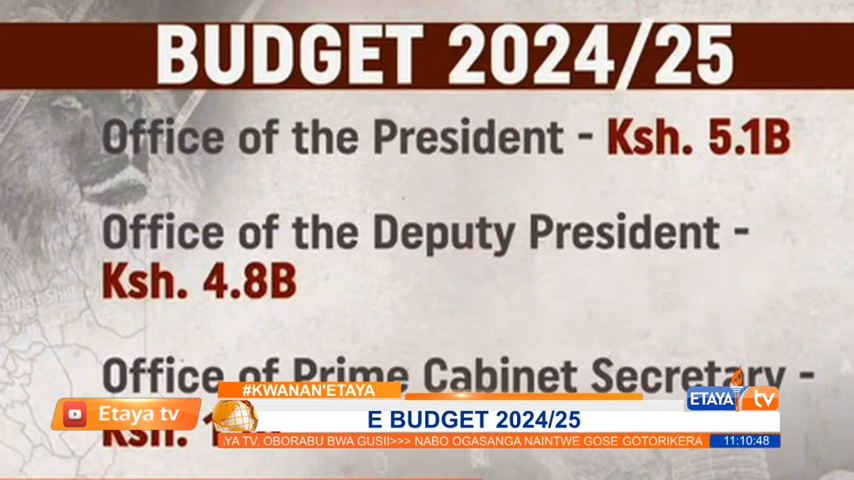 BUDGET 2024/25
Office of the President - Ksh. 5.1B
Office of the Deputy President -
Ksh. 4.8B
Office of Prime Cabinet Secretary -
Ksh.
#KWANAN'ETAYA
Etaya tv
E BUDGET 2024/25
ETAYA tv
.YA TV, OBORABU BWA GUSII>>> NABO OGASANGA NAINTWE GOSE GOTORIKERA
11:10:48